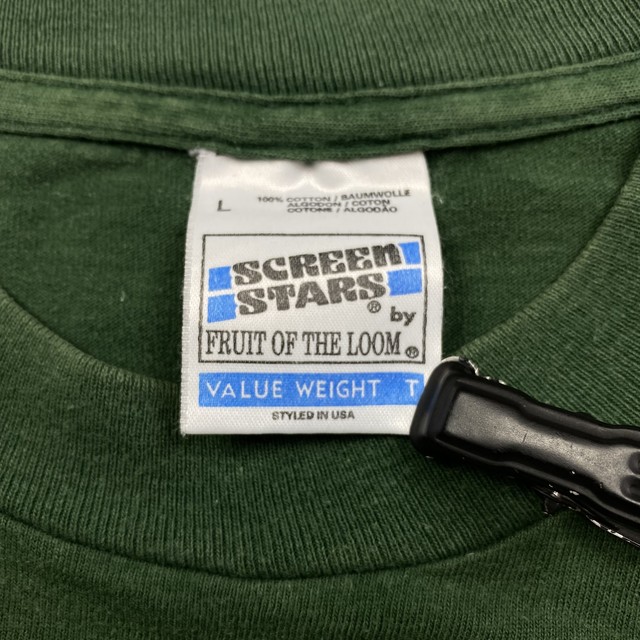 L
100% COTTON / BAUMWOLLE
ALGODON / COTON
COTONE / ALGODÃO
SCREEN
STARS®
by
FRUIT OF THE LOOM®
VALUE WEIGHT T
STYLED IN USA